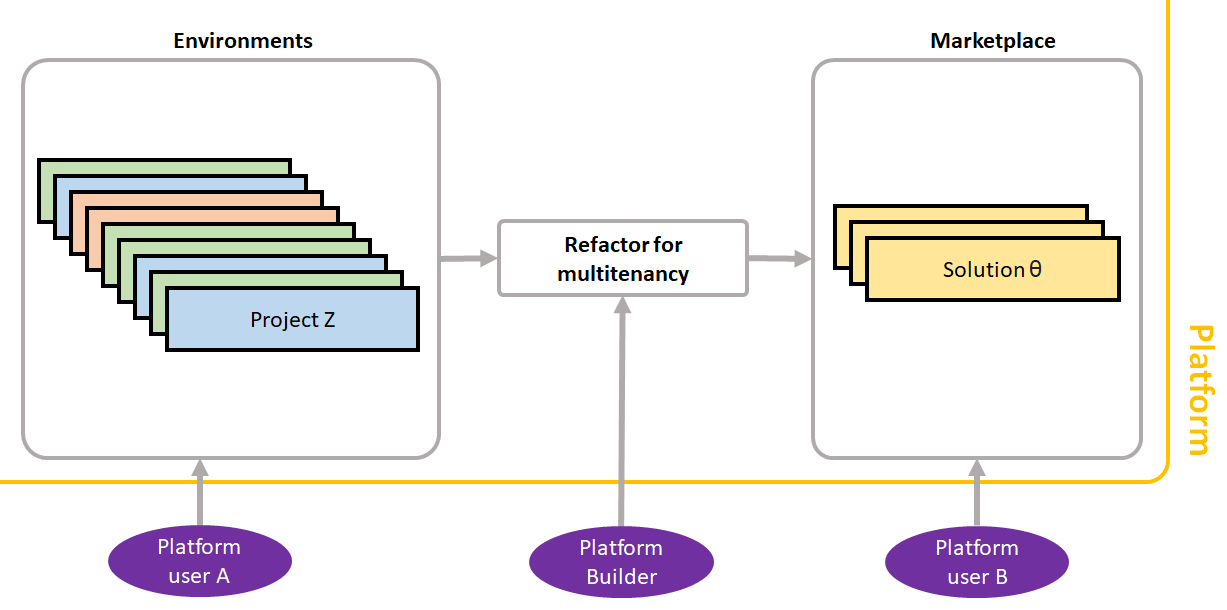 Environments
Marketplace
Refactor for
multitenancy
Solution θ
Project Z
Platform
Platform
user A
Platform
Builder
Platform
user B